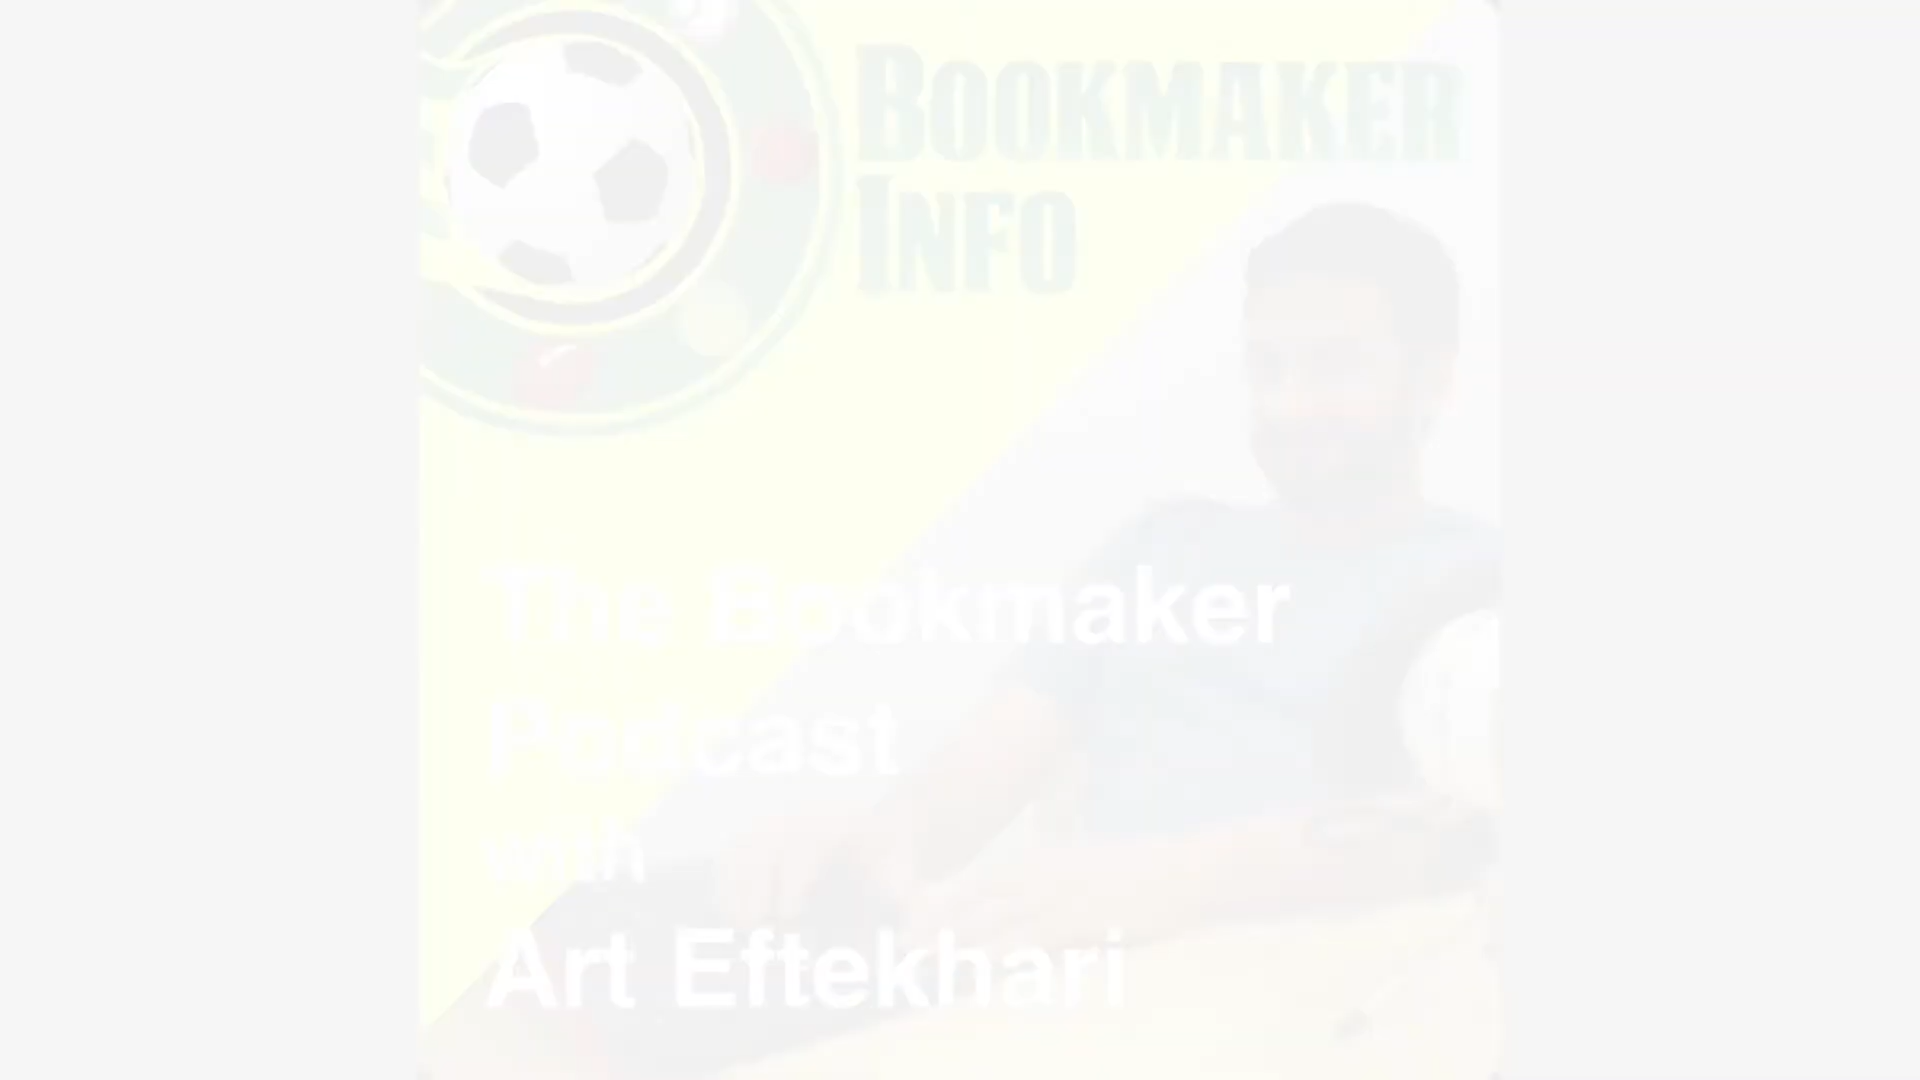 BOOKMAKER
INFO
The Bookmaker
Podcast
with
Art Eftekhari